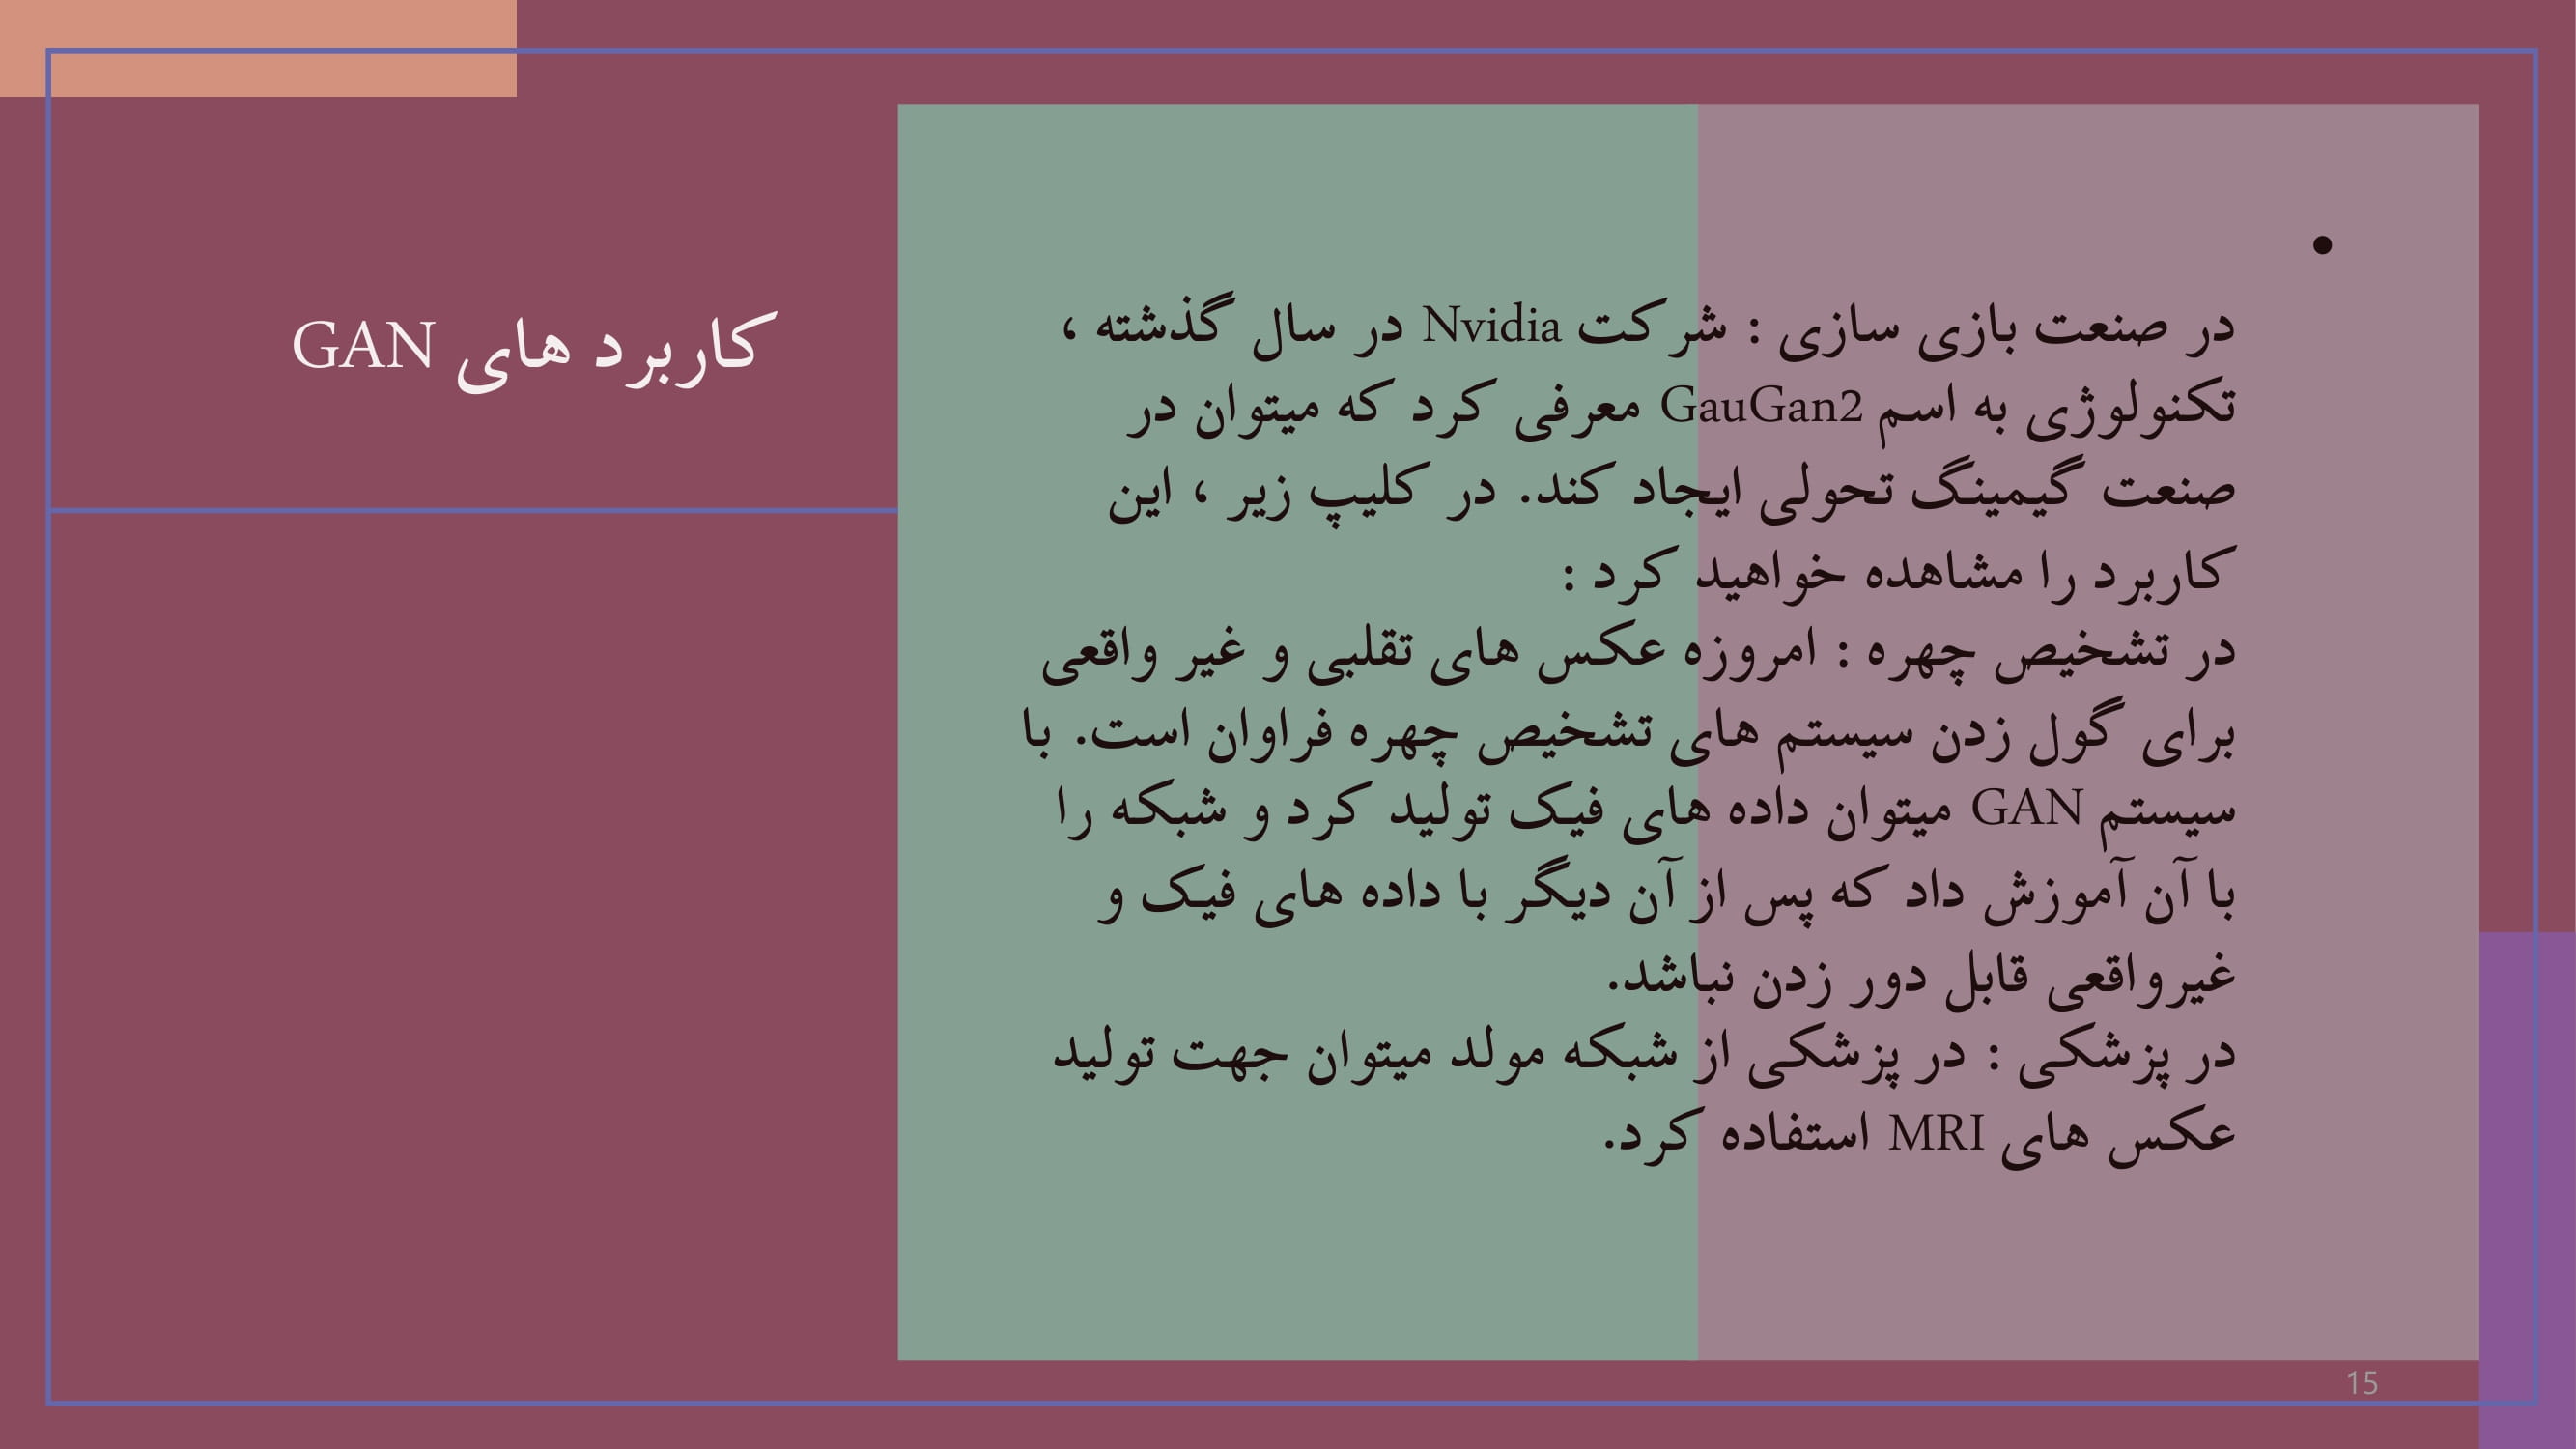 کاربرد های GAN
•
در صنعت بازی سازی : شرکت Nvidia در سال گذشته ،
تکنولوژی به اسم GauGan2 معرفی کرد که میتوان در
صنعت گیمینگ تحولی ایجاد کند. در کلیپ زیر ، این
کاربرد را مشاهده خواهید کرد :
در تشخیص چهره : امروزه عکس های تقلبی و غیر واقعی
برای گول زدن سیستم های تشخیص چهره فراوان است. با
سیستم GAN میتوان داده های فیک تولید کرد و شبکه را
با آن آموزش داد که پس از آن دیگر با داده های فیک و
غیرواقعی قابل دور زدن نباشد.
در پزشکی : در پزشکی از شبکه مولد میتوان جهت تولید
عکس های MRI استفاده کرد.
15